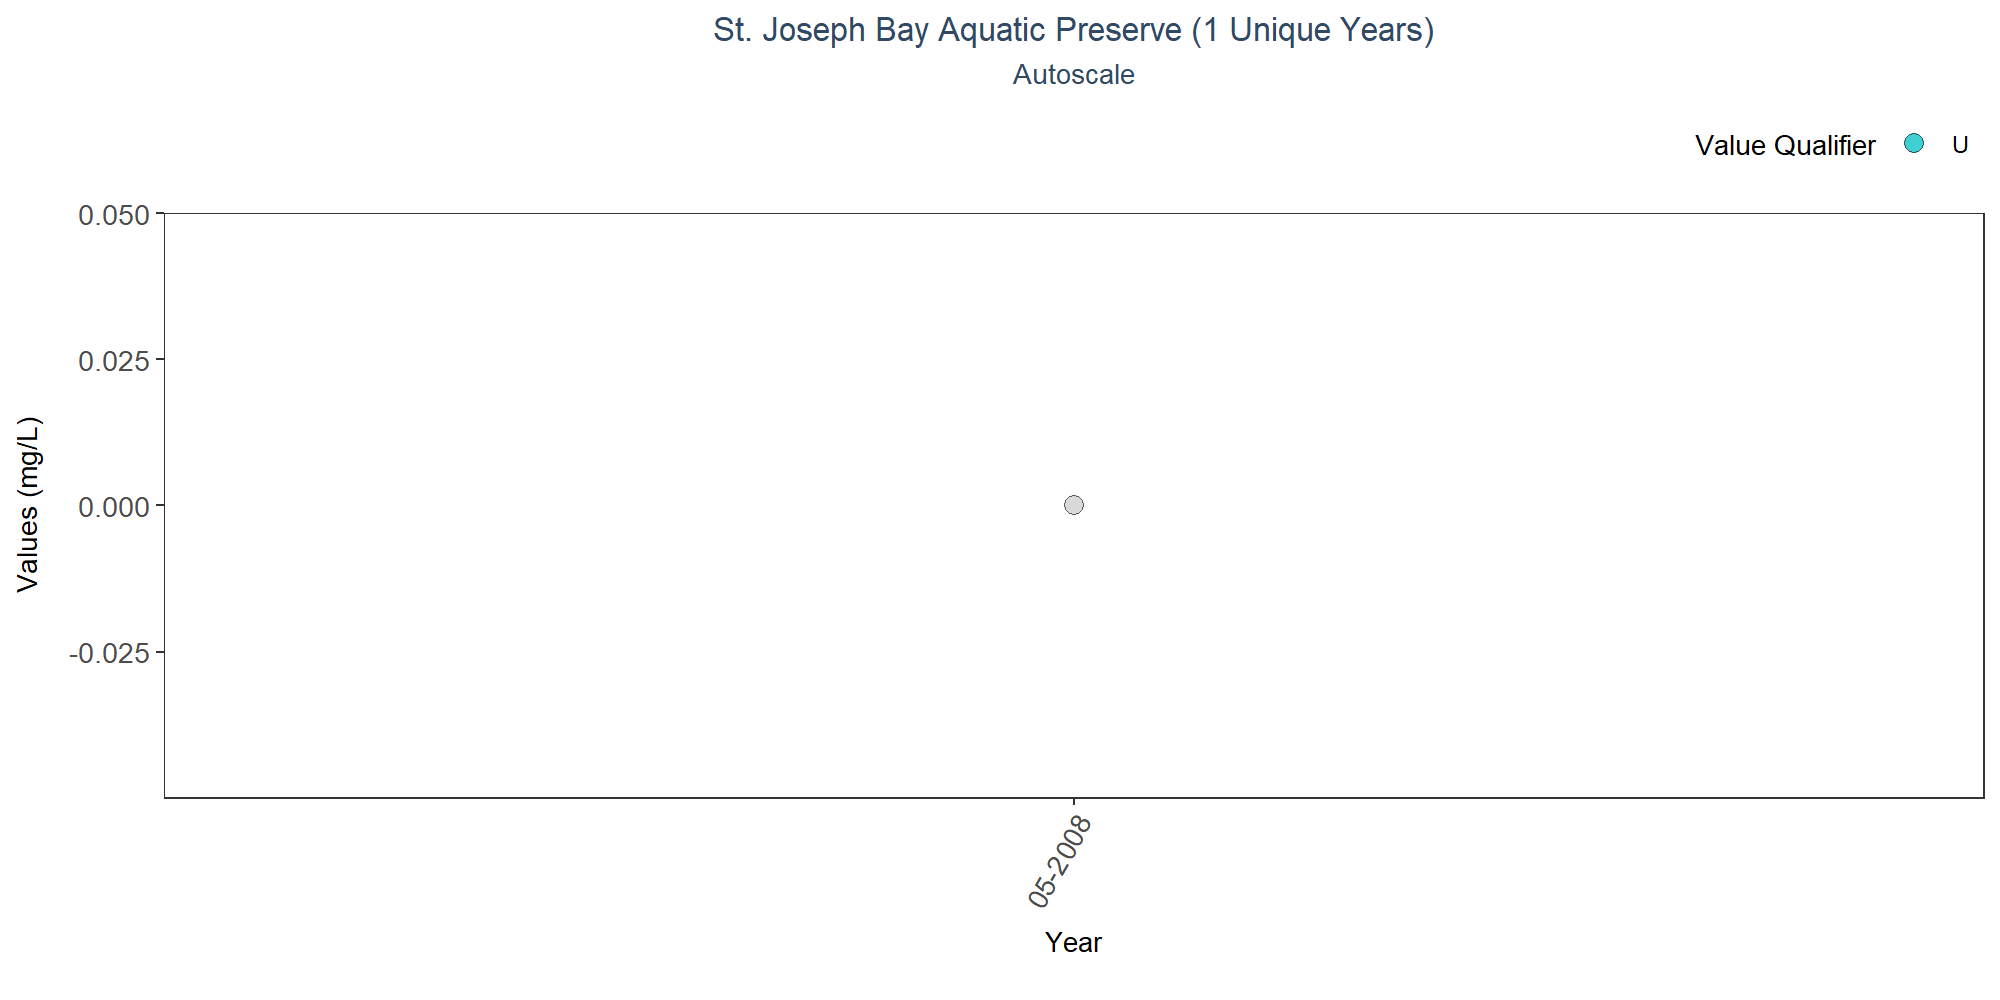 St. Joseph Bay Aquatic Preserve (1 Unique Years)
Autoscale
Value Qualifier U
0.050
0.025
0.000
-0.025
Values (mg/L)
05-2008
Year